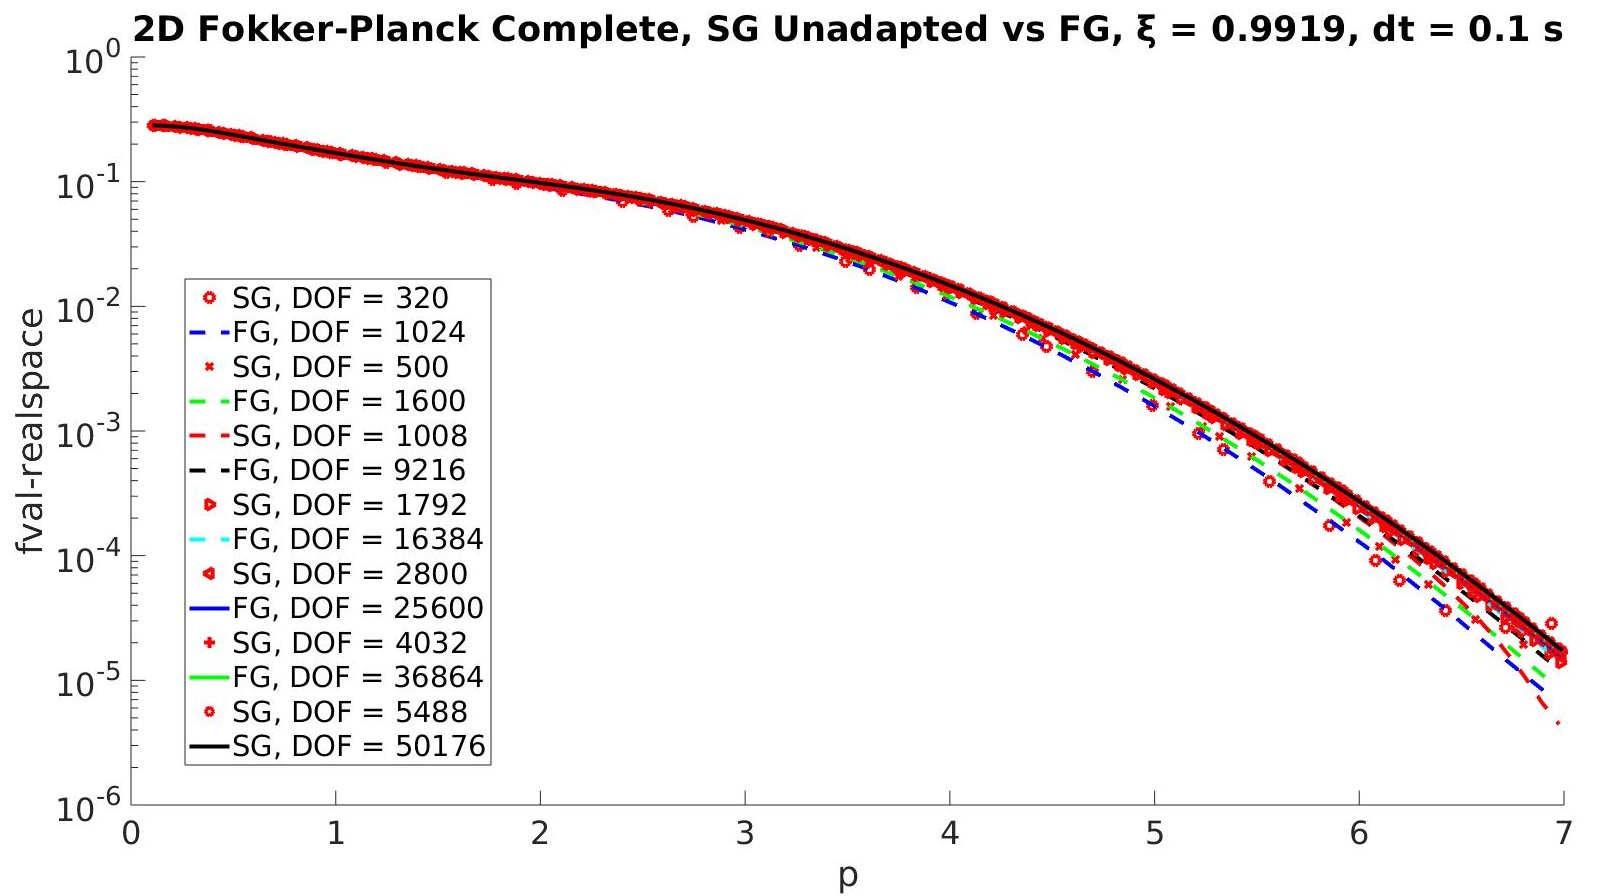 2D Fokker-Planck Complete, SG Unadapted vs FG, ξ = 0.9919, dt = 0.1 s
10^0
10^-1
10^-2
10^-3
10^-4
10^-5
10^-6
fval-realspace
SG, DOF = 320
FG, DOF = 1024
SG, DOF = 500
FG, DOF = 1600
SG, DOF = 1008
FG, DOF = 9216
SG, DOF = 1792
FG, DOF = 16384
SG, DOF = 2800
FG, DOF = 25600
SG, DOF = 4032
FG, DOF = 36864
SG, DOF = 5488
SG, DOF = 50176
0 1 2 3 4 5 6 7
p